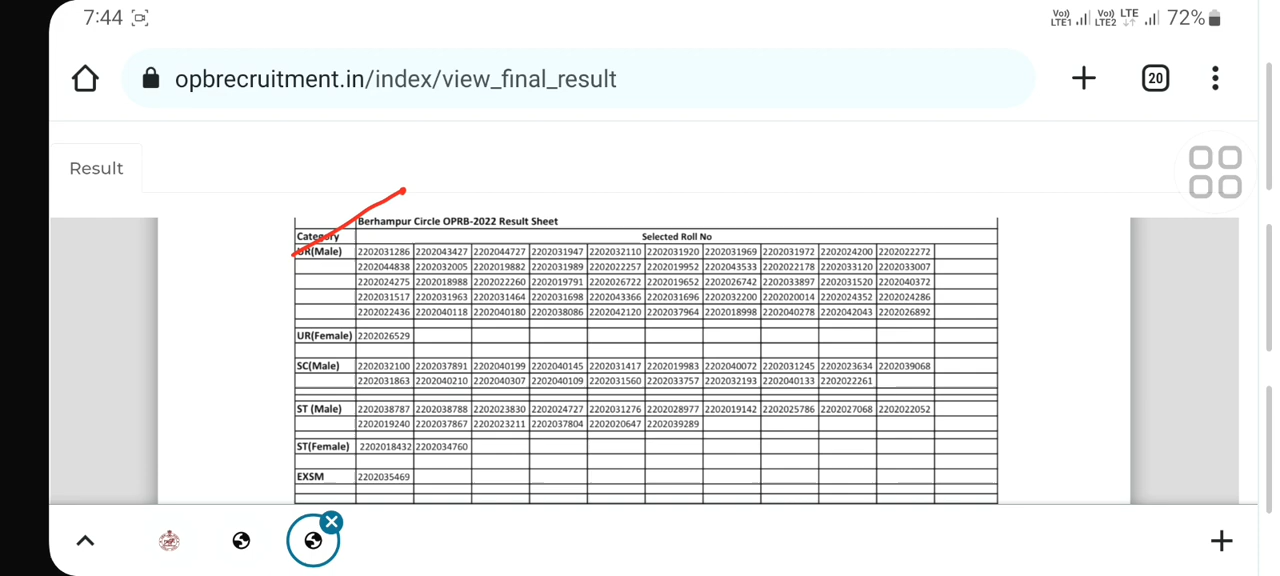 7:44 Vo)) LTE1 Vo)) LTE2 LTE 72%
opbrecruitment.in/index/view_final_result 20
Result
Berhampur Circle OPRB-2022 Result Sheet
Category Selected Roll No
UR(Male) 2202031286 2202043427 2202044727 2202031947 2202032110 2202031920 2202031969 2202031972 2202024200 2202022272
2202044838 2202032005 2202019882 2202031989 2202022257 2202019952 2202043533 2202022178 2202033120 2202033007
2202024275 2202018988 2202022260 2202019791 2202026722 2202019652 2202026742 2202033897 2202031520 2202040372
2202031517 2202031963 2202031464 2202031698 2202043366 2202031696 2202032200 2202020014 2202024352 2202024286
2202022436 2202040118 2202040180 2202038086 2202042120 2202037964 2202018998 2202040278 2202042043 2202026892
UR(Female) 2202026529
SC(Male) 2202032100 2202037891 2202040199 2202040145 2202031417 2202019983 2202040072 2202031245 2202023634 2202039068
2202031863 2202040210 2202040307 2202040109 2202031560 2202033757 2202032193 2202040133 2202022261
ST (Male) 2202038787 2202038788 2202023830 2202024727 2202031276 2202028977 2202019142 2202025786 2202027068 2202022052
2202019240 2202037867 2202023211 2202037804 2202020647 2202039289
ST(Female) 2202018432 2202034760
EXSM 2202035469